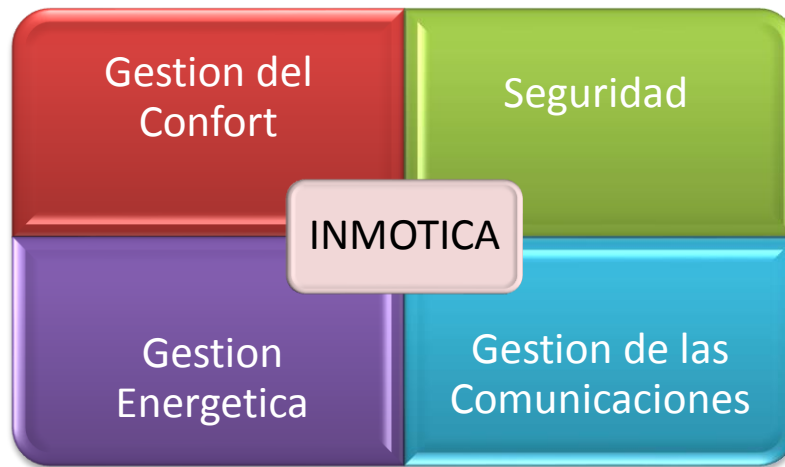 Gestion del
Confort
Seguridad
INMOTICA
Gestion
Energetica
Gestion de las
Comunicaciones